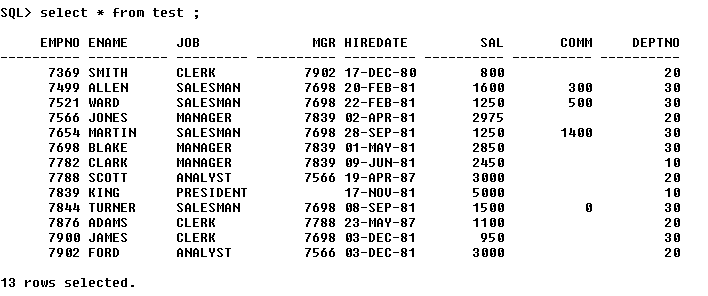 SQL> select * from test ;
EMPNO ENAME JOB MGR HIREDATE SAL COMM DEPTNO
---------- ---------- --------- ---------- --------- ---------- ---------- ----------
7369 SMITH CLERK 7902 17-DEC-80 800 20
7499 ALLEN SALESMAN 7698 20-FEB-81 1600 300 30
7521 WARD SALESMAN 7698 22-FEB-81 1250 500 30
7566 JONES MANAGER 7839 02-APR-81 2975 20
7654 MARTIN SALESMAN 7698 28-SEP-81 1250 1400 30
7698 BLAKE MANAGER 7839 01-MAY-81 2850 30
7782 CLARK MANAGER 7839 09-JUN-81 2450 10
7788 SCOTT ANALYST 7566 19-APR-87 3000 20
7839 KING PRESIDENT 17-NOV-81 5000 10
7844 TURNER SALESMAN 7698 08-SEP-81 1500 0 30
7876 ADAMS CLERK 7788 23-MAY-87 1100 20
7900 JAMES CLERK 7698 03-DEC-81 950 30
7902 FORD ANALYST 7566 03-DEC-81 3000 20
13 rows selected.